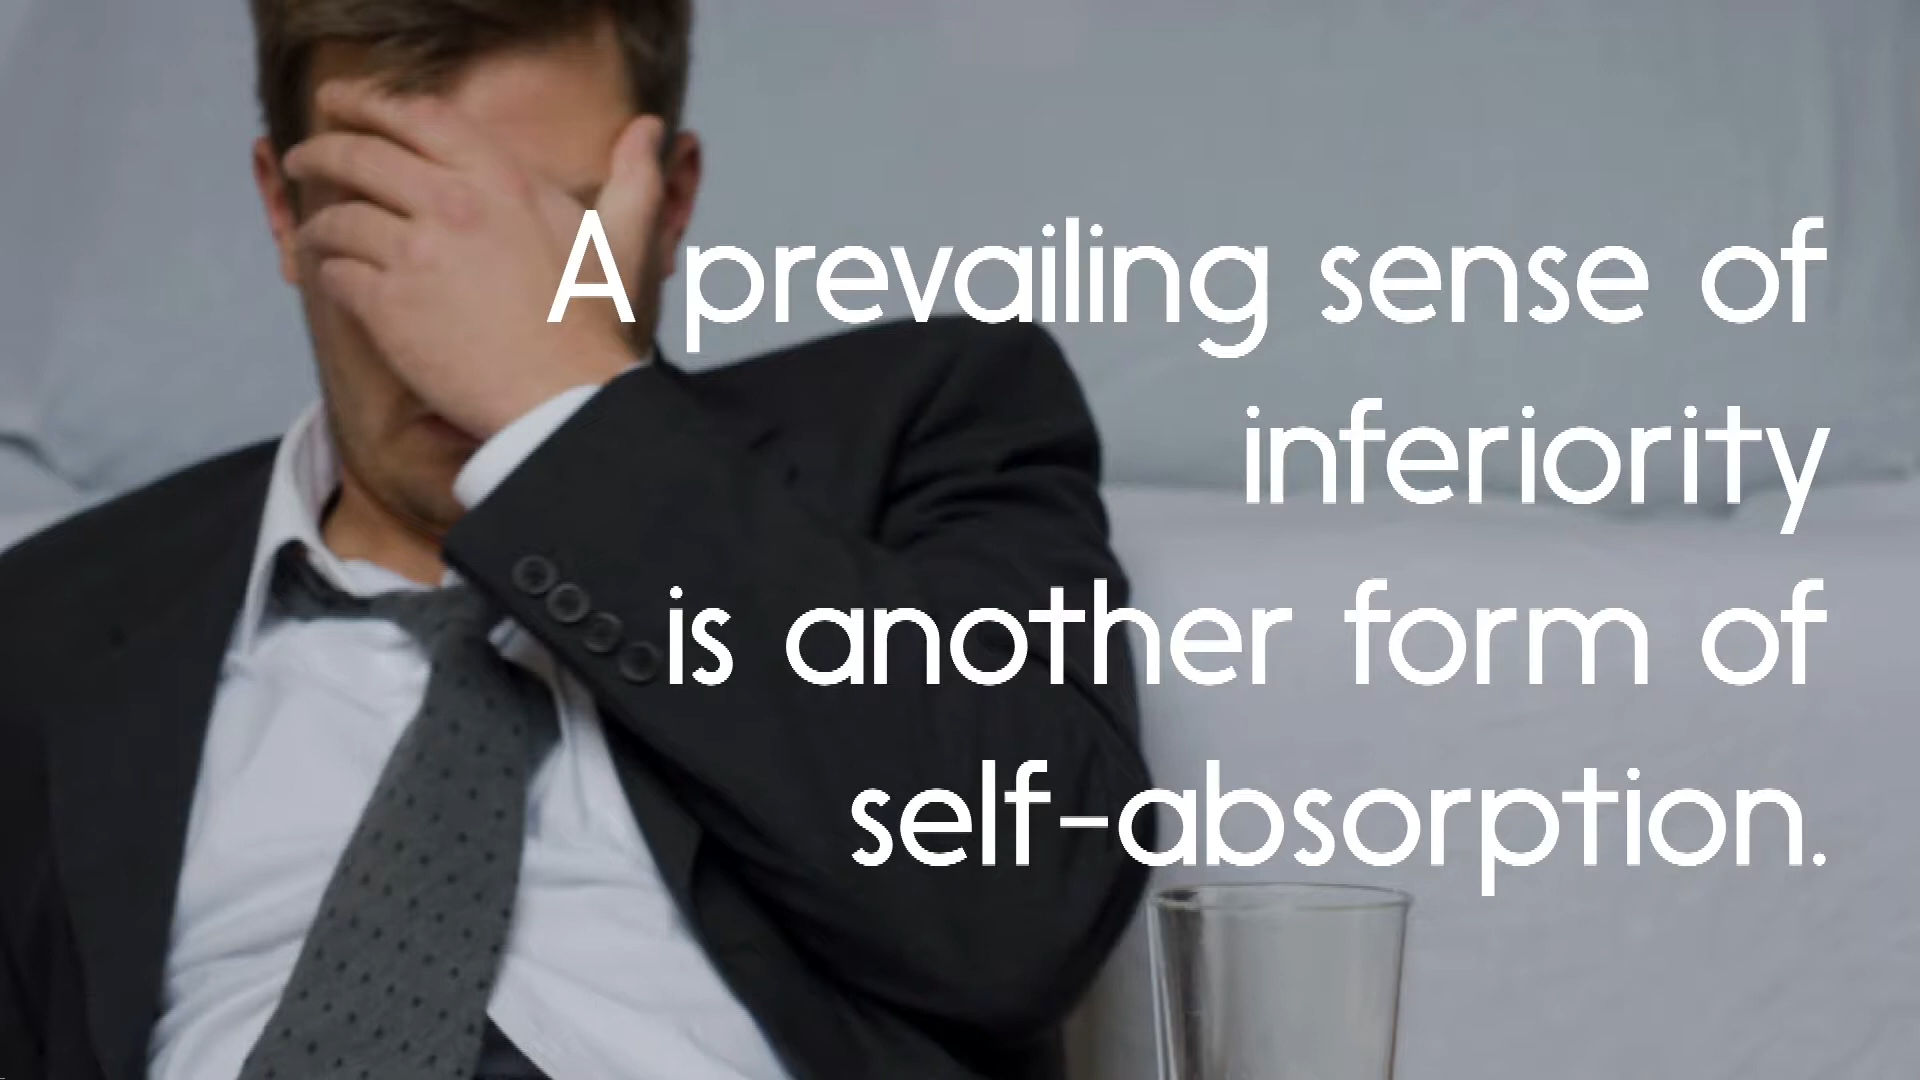 A prevailing sense of
inferiority
is another form of
self-absorption.